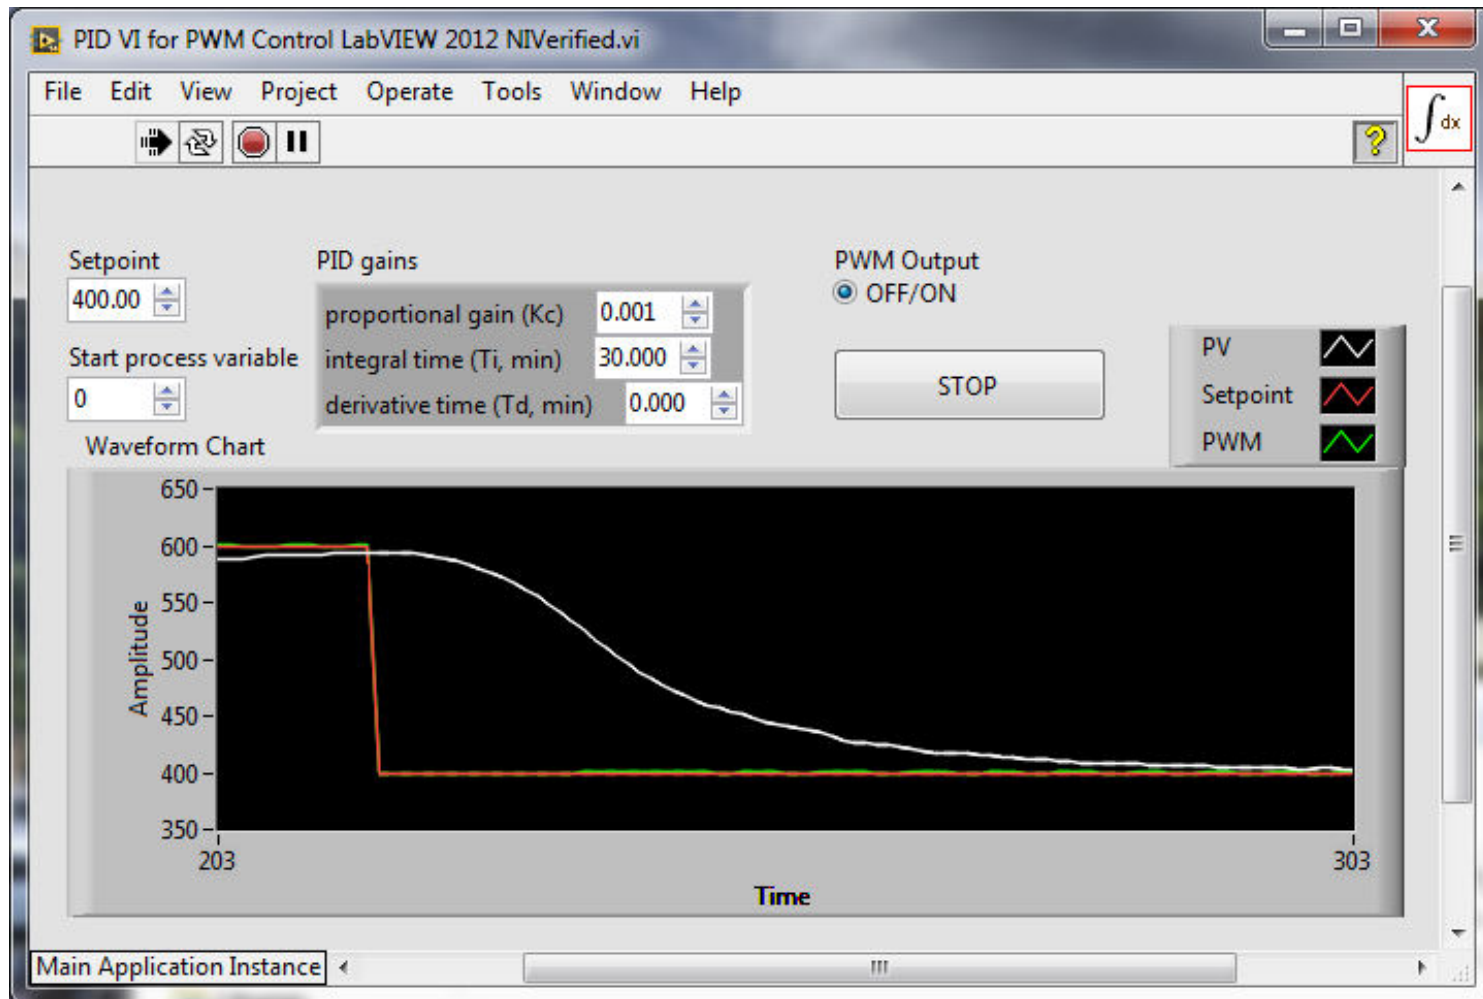 PID VI for PWM Control LabVIEW 2012 NIVerified.vi
File Edit View Project Operate Tools Window Help
?
∫dx
Setpoint
400.00
Start process variable
0
PID gains
proportional gain (Kc) 0.001
integral time (Ti, min) 30.000
derivative time (Td, min) 0.000
PWM Output
OFF/ON
STOP
PV
Setpoint
PWM
Waveform Chart
650
600
550
500
450
400
350
Amplitude
203 303
Time
Main Application Instance